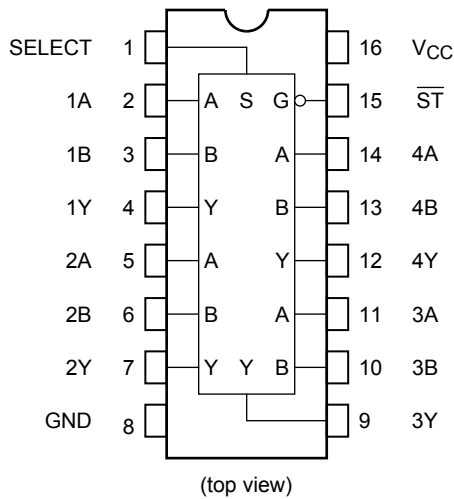 SELECT 1 16 VCC
1A 2 A S G 15 ST
1B 3 B A 14 4A
1Y 4 Y B 13 4B
2A 5 A Y 12 4Y
2B 6 B A 11 3A
2Y 7 Y Y B 10 3B
GND 8 9 3Y
(top view)